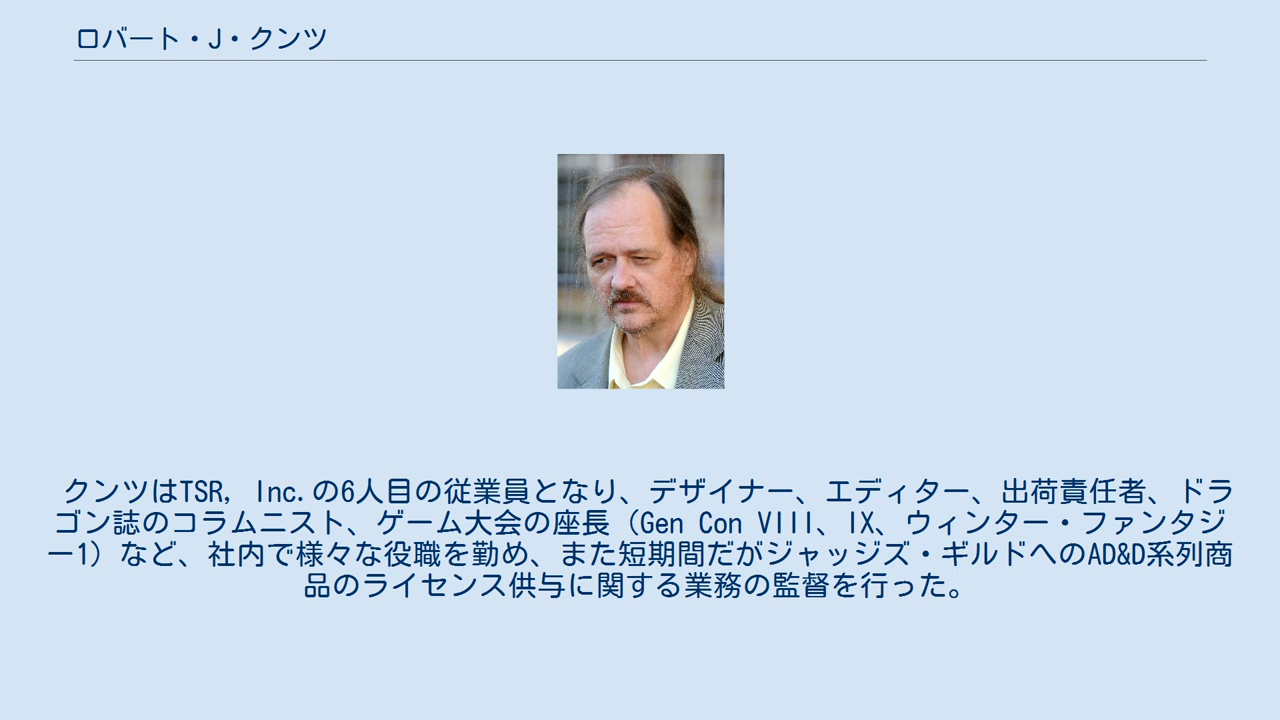 ロバート・J・クンツ
クンツはTSR, Inc.の6人目の従業員となり、デザイナー、エディター、出荷責任者、ドラ
ゴン誌のコラムニスト、ゲーム大会の座長（Gen Con VIII、IX、ウィンター・ファンタジ
ー1）など、社内で様々な役職を勤め、また短期間だがジャッジズ・ギルドへのAD&D系列商
品のライセンス供与に関する業務の監督を行った。